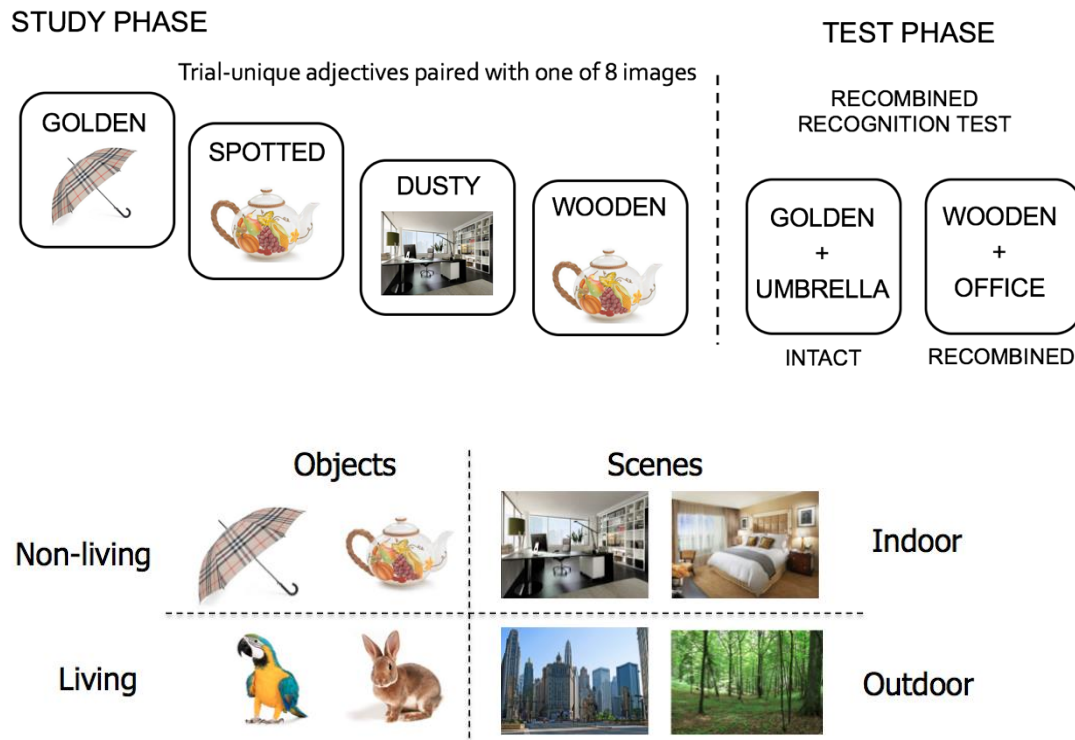 STUDY PHASE
Trial-unique adjectives paired with one of 8 images
GOLDEN
SPOTTED
DUSTY
WOODEN
TEST PHASE
RECOMBINED
RECOGNITION TEST
GOLDEN
+
UMBRELLA
INTACT
WOODEN
+
OFFICE
RECOMBINED
Objects
Scenes
Non-living
Indoor
Living
Outdoor